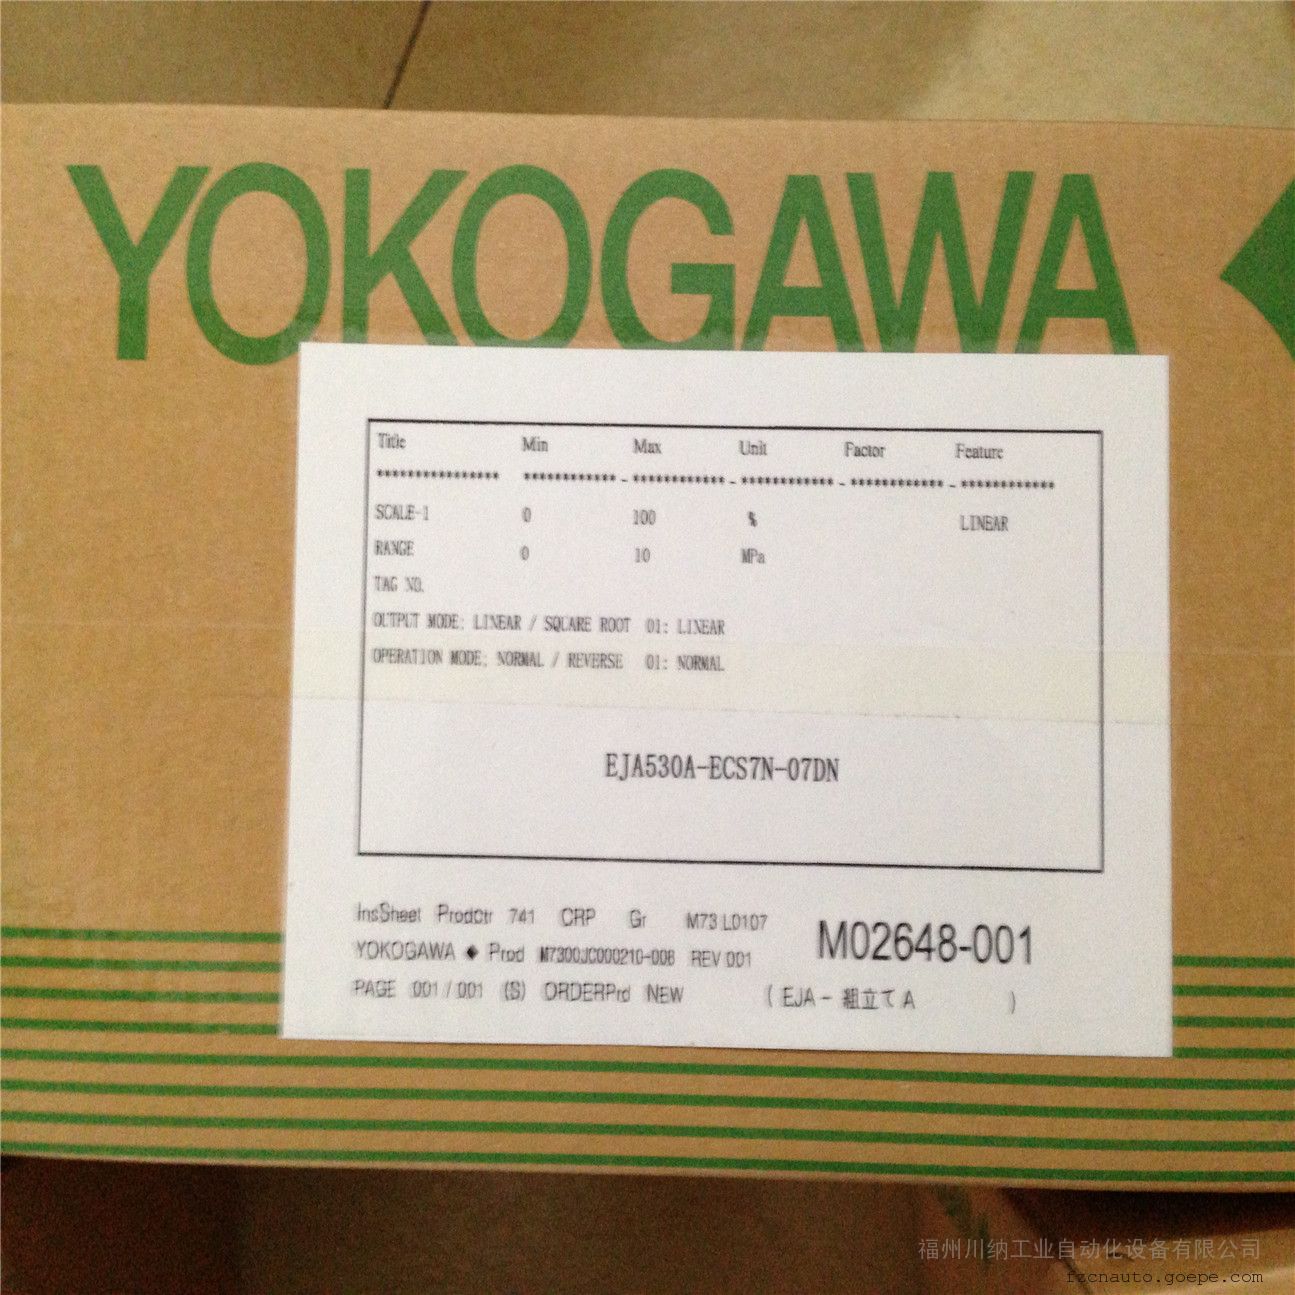 YOKOGAWA
Title Min Max Unit Factor Feature
**************** ************-************-************-************-************
SCALE-1 0 100 % LINEAR
RANGE 0 10 MPa
TAG NO.
OUTPUT MODE: LINEAR / SQUARE ROOT 01: LINEAR
OPERATION MODE: NORMAL / REVERSE 01: NORMAL
EJA530A-ECS7N-07DN
InsSheet ProdCtr 741 CRP Gr M73 L0107
M02648-001
YOKOGAWA ◆ Prod M7300JC000210-008 REV 001
PAGE 001 / 001 (S) ORDERPrd NEW ( EJA - 組立て A )
福州川纳工业自动化设备有限公司
fzcnauto.goepe.com